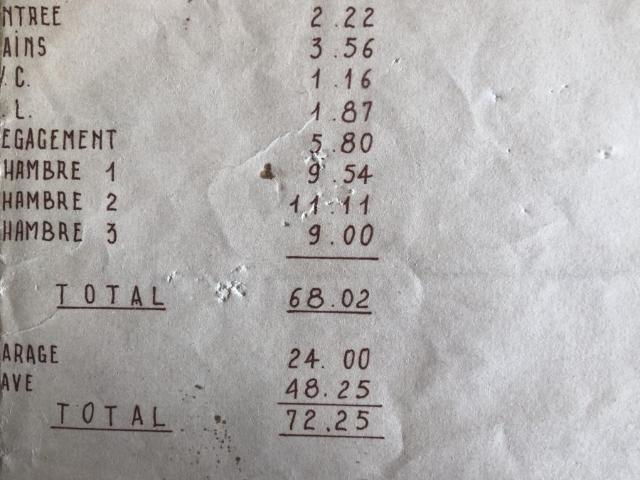 NTREE 2.22
AINS 3.56
.C. 1.16
L. 1.87
EGAGEMENT 5.80
HAMBRE 1 9.54
HAMBRE 2 11.11
HAMBRE 3 9.00
TOTAL 68.02
ARAGE 24.00
AVE 48.25
TOTAL 72.25